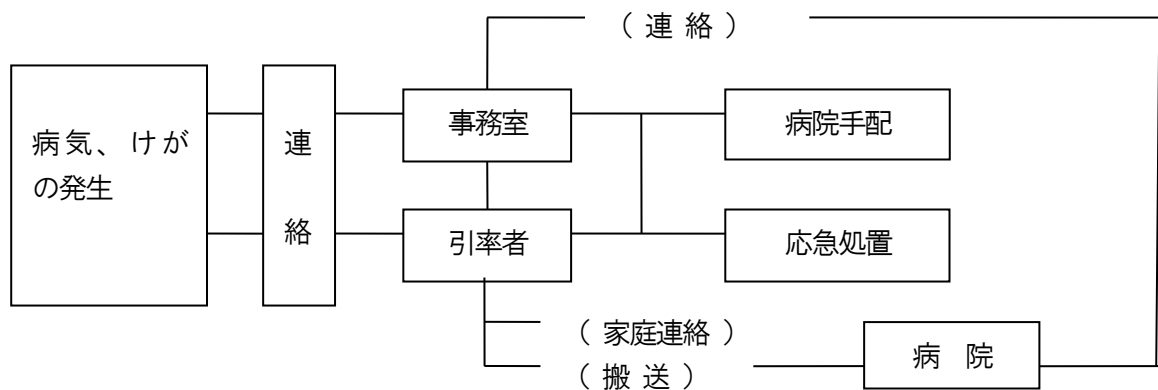 （ 連 絡 ）
病気、けが
の発生
連
絡
事務室
病院手配
引率者
応急処置
（ 家庭連絡 ）
（ 搬 送 ）
病 院